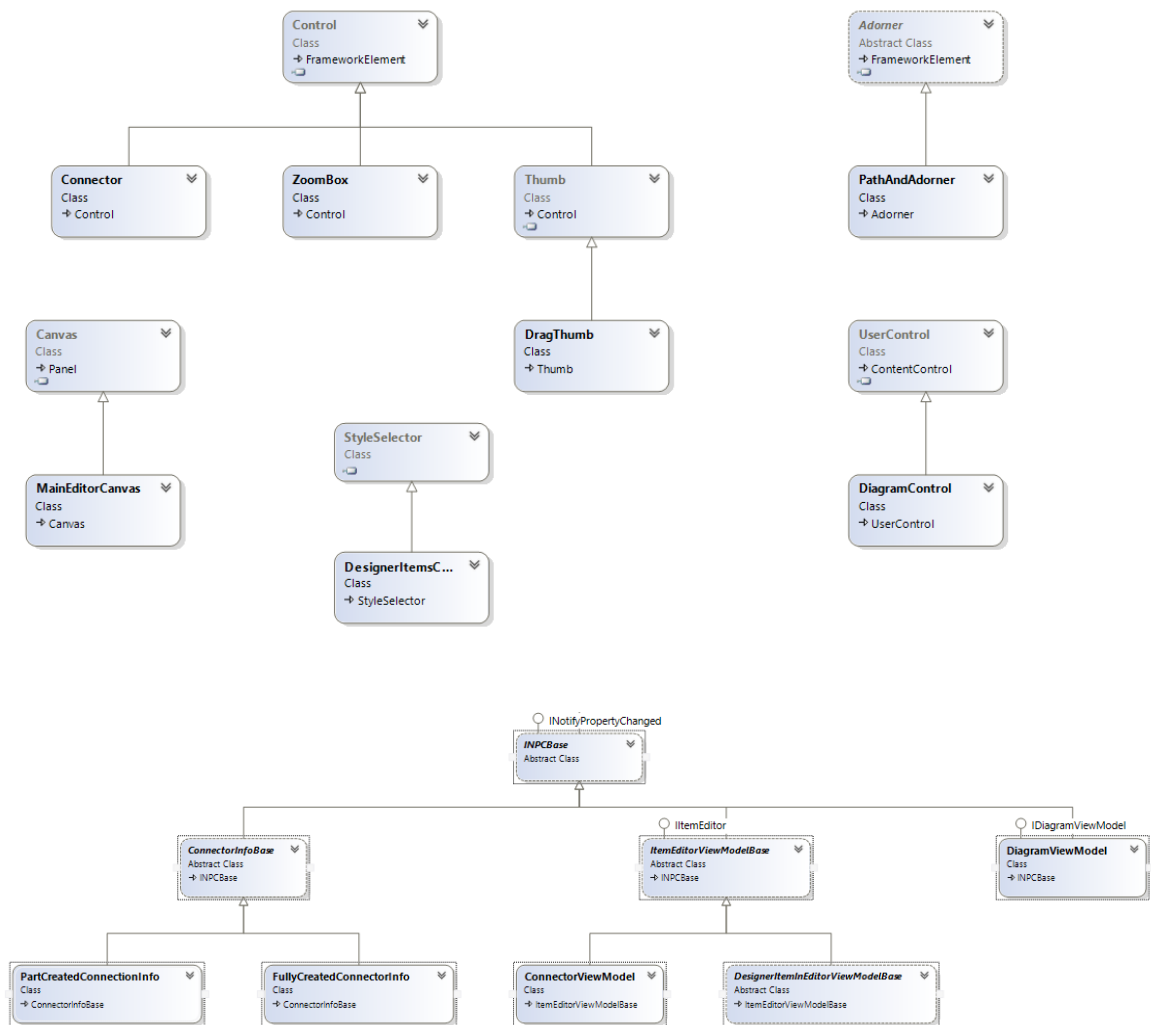 Control
Class
FrameworkElement
Adorner
Abstract Class
FrameworkElement
Connector
Class
Control
ZoomBox
Class
Control
Thumb
Class
Control
PathAndAdorner
Class
Adorner
Canvas
Class
Panel
DragThumb
Class
Thumb
UserControl
Class
ContentControl
StyleSelector
Class
MainEditorCanvas
Class
Canvas
DiagramControl
Class
UserControl
DesignerItemsC...
Class
StyleSelector
INotifyPropertyChanged
INPCBase
Abstract Class
IItemEditor
IDiagramViewModel
ConnectorInfoBase
Abstract Class
INPCBase
ItemEditorViewModelBase
Abstract Class
INPCBase
DiagramViewModel
Class
INPCBase
PartCreatedConnectionInfo
Class
ConnectorInfoBase
FullyCreatedConnectorInfo
Class
ConnectorInfoBase
ConnectorViewModel
Class
ItemEditorViewModelBase
DesignerItemInEditorViewModelBase
Abstract Class
ItemEditorViewModelBase